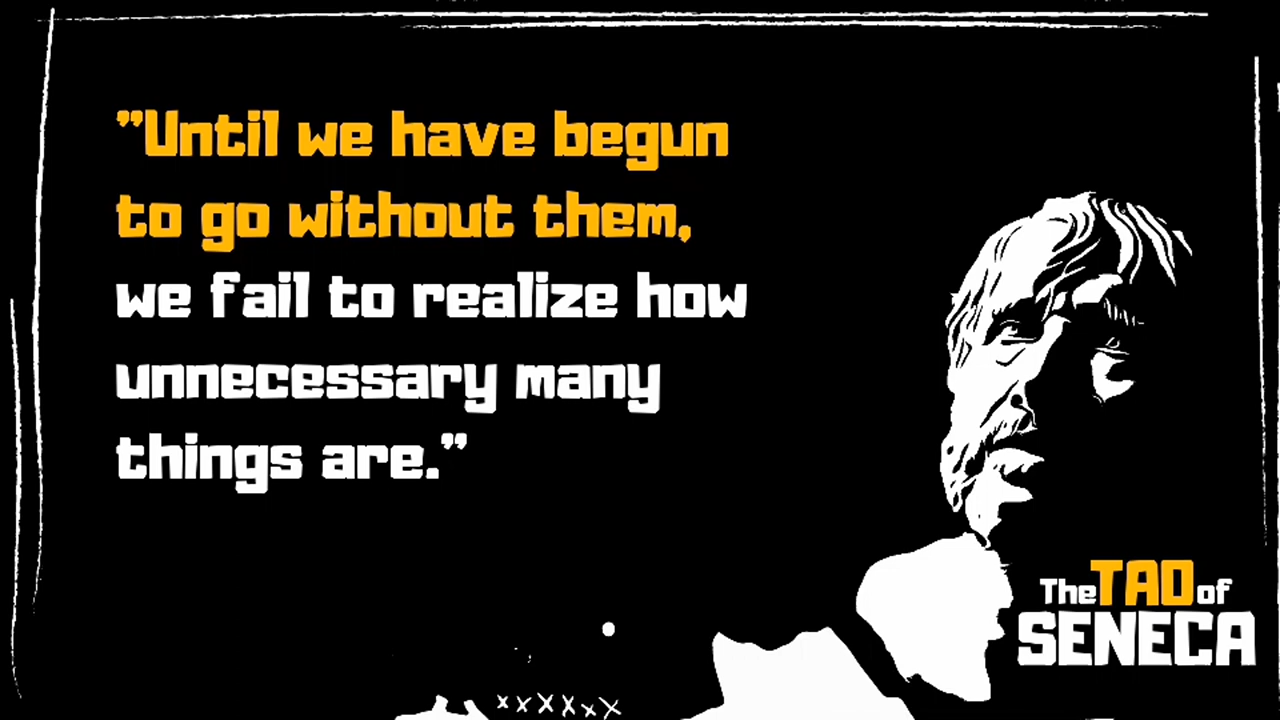 ”Until we have begun
to go without them,
we fail to realize how
unnecessary many
things are.”
The TAO of
SENECA